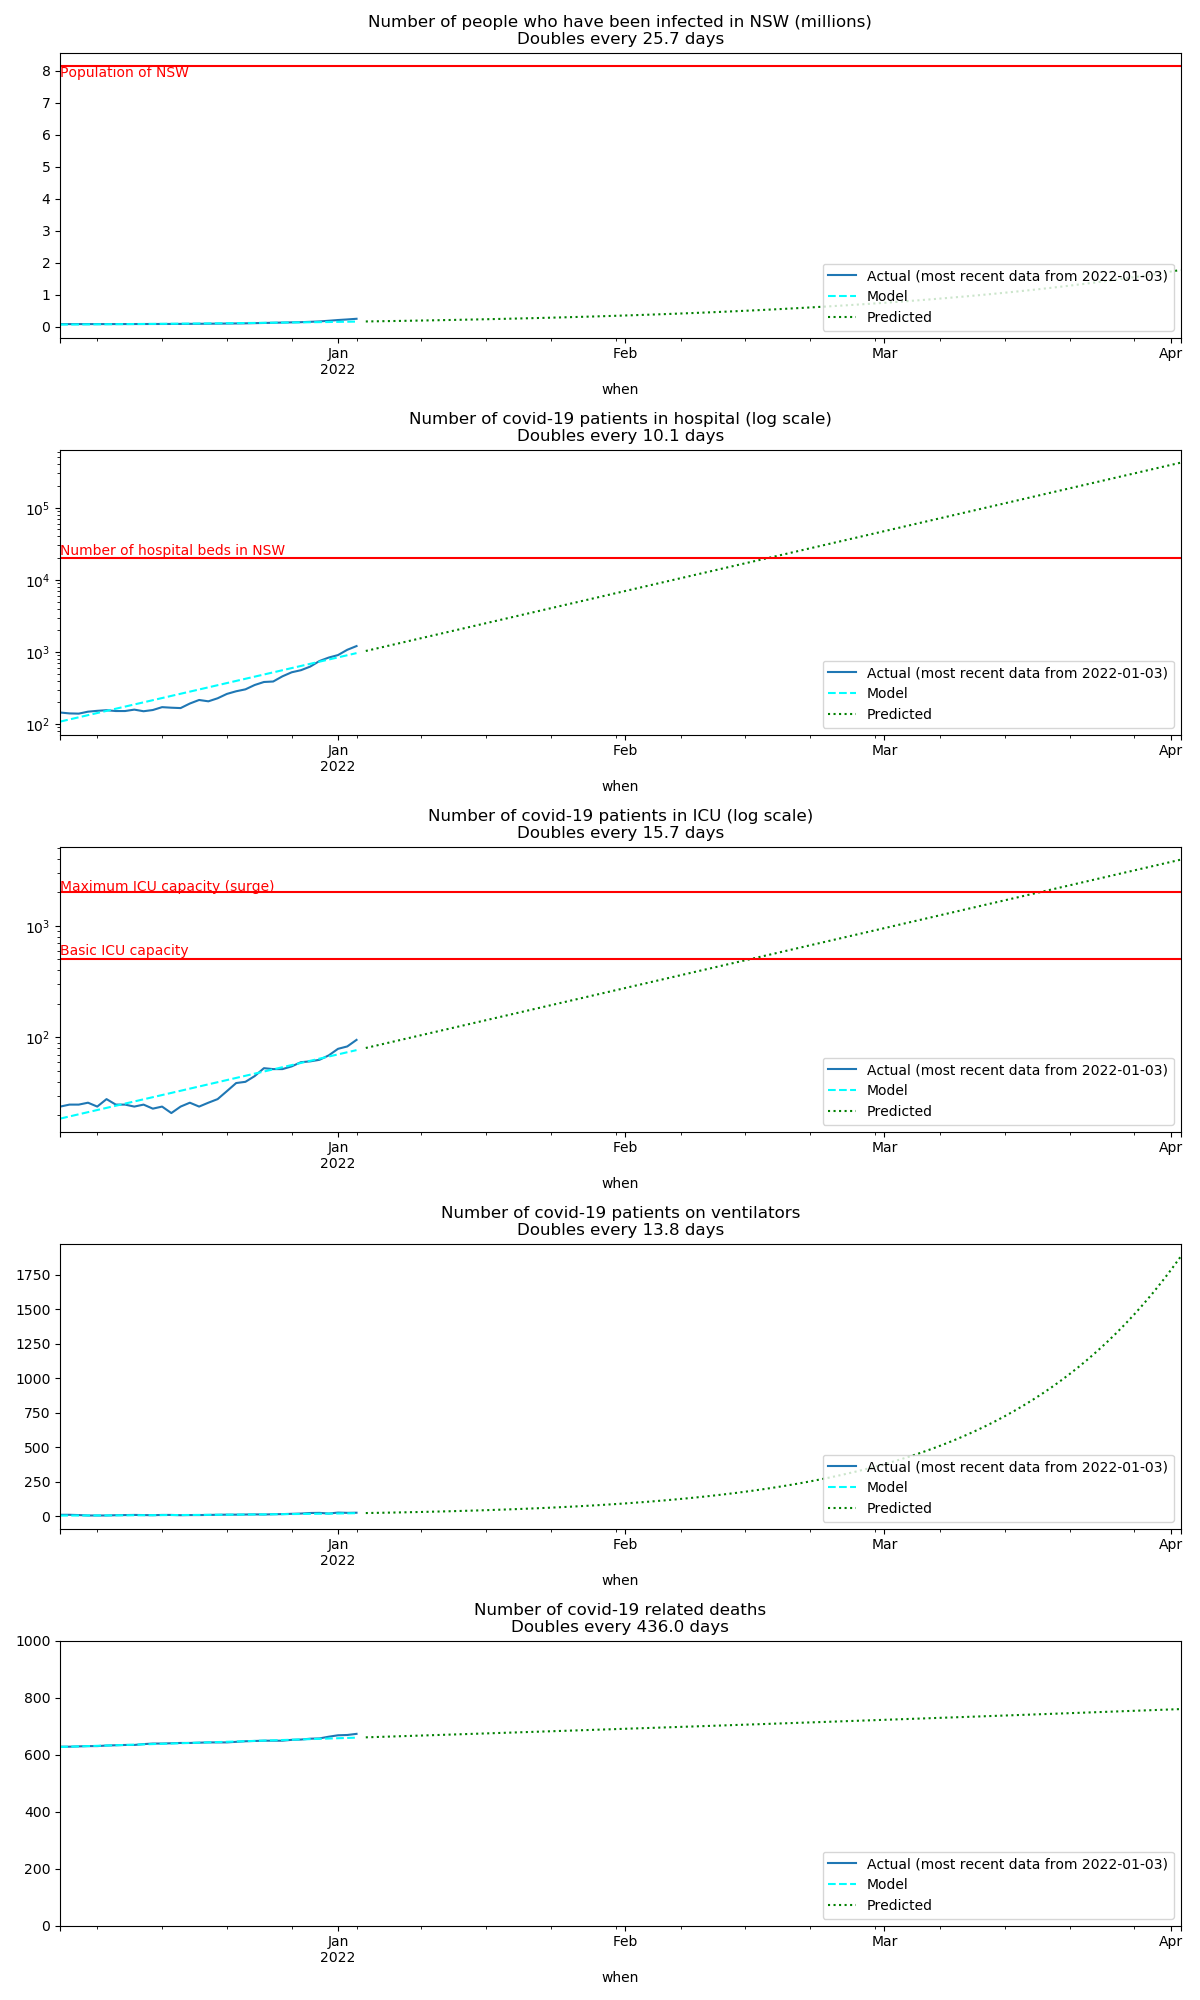 Number of people who have been infected in NSW (millions)
Doubles every 25.7 days
8
Population of NSW
7
6
5
4
3
2
1
0
Actual (most recent data from 2022-01-03)
Model
Predicted
Jan
2022
Feb
Mar
Apr
when
Number of covid-19 patients in hospital (log scale)
Doubles every 10.1 days
10^5
Number of hospital beds in NSW
10^4
10^3
10^2
Actual (most recent data from 2022-01-03)
Model
Predicted
Jan
2022
Feb
Mar
Apr
when
Number of covid-19 patients in ICU (log scale)
Doubles every 15.7 days
Maximum ICU capacity (surge)
10^3
Basic ICU capacity
10^2
Actual (most recent data from 2022-01-03)
Model
Predicted
Jan
2022
Feb
Mar
Apr
when
Number of covid-19 patients on ventilators
Doubles every 13.8 days
1750
1500
1250
1000
750
500
250
0
Actual (most recent data from 2022-01-03)
Model
Predicted
Jan
2022
Feb
Mar
Apr
when
Number of covid-19 related deaths
Doubles every 436.0 days
1000
800
600
400
200
0
Actual (most recent data from 2022-01-03)
Model
Predicted
Jan
2022
Feb
Mar
Apr
when